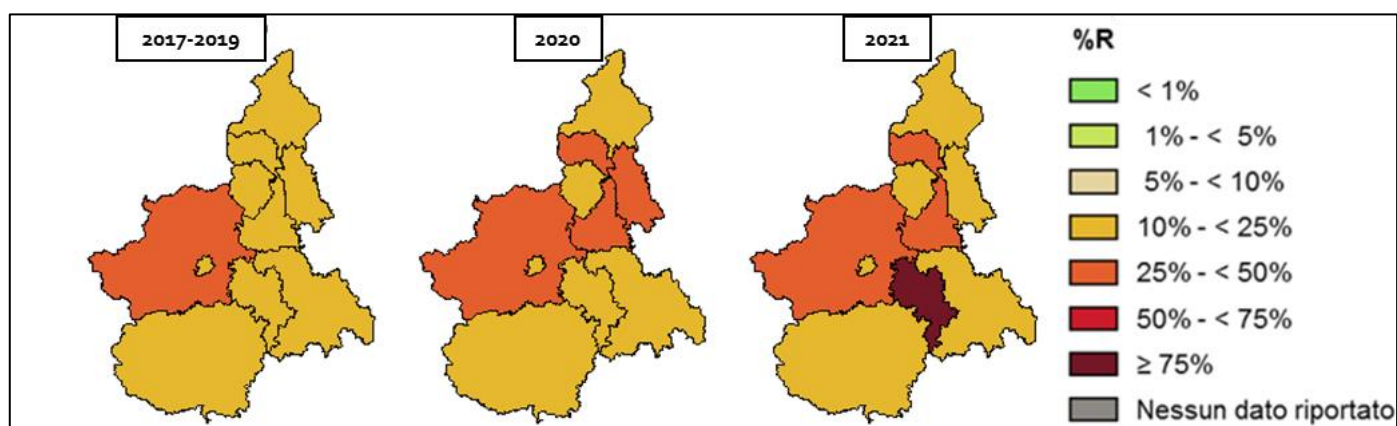 2017-2019
2020
2021
%R
< 1%
1% - < 5%
5% - < 10%
10% - < 25%
25% - < 50%
50% - < 75%
≥ 75%
Nessun dato riportato